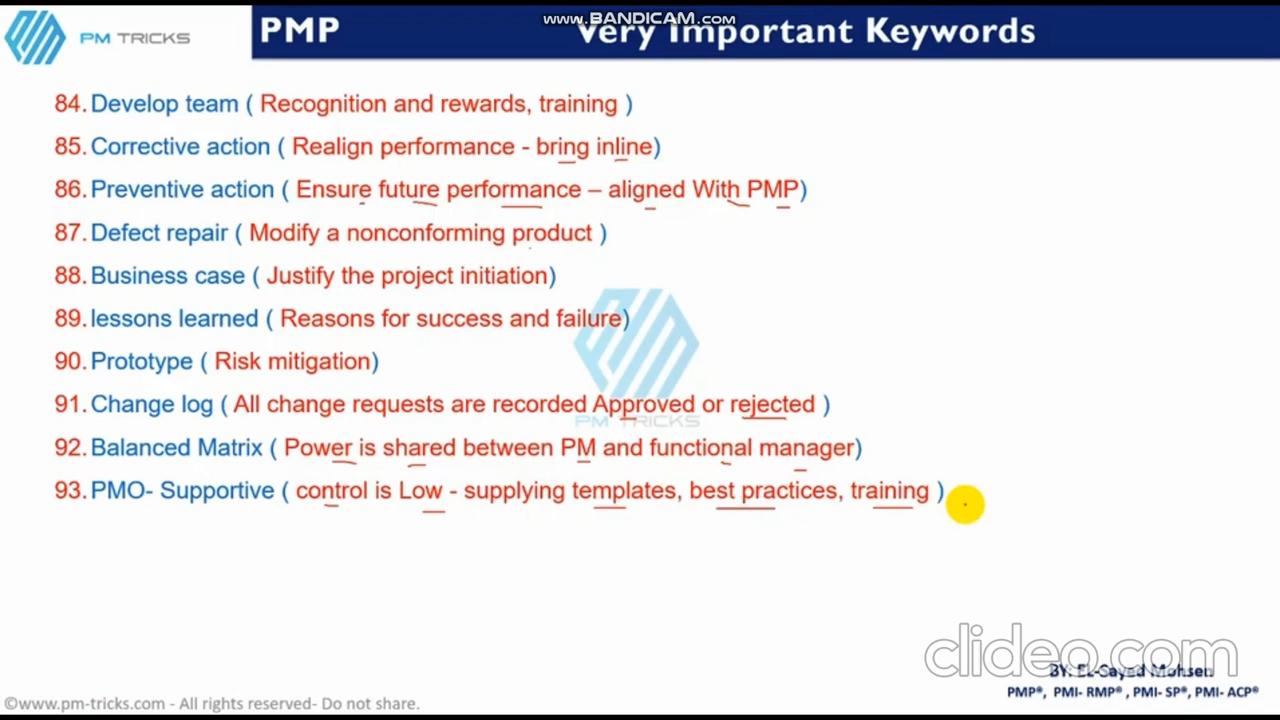 www.BANDICAM.com
PM TRICKS
PMP Very Important Keywords
84. Develop team ( Recognition and rewards, training )
85. Corrective action ( Realign performance - bring inline)
86. Preventive action ( Ensure future performance – aligned With PMP)
87. Defect repair ( Modify a nonconforming product )
88. Business case ( Justify the project initiation)
89. lessons learned ( Reasons for success and failure)
90. Prototype ( Risk mitigation)
91. Change log ( All change requests are recorded Approved or rejected )
PM TRICKS
92. Balanced Matrix ( Power is shared between PM and functional manager)
93. PMO- Supportive ( control is Low - supplying templates, best practices, training )
clideo.com
BY: EL-Sayed Mohsen
PMP®, PMI- RMP® , PMI- SP®, PMI- ACP®
©www.pm-tricks.com - All rights reserved- Do not share.